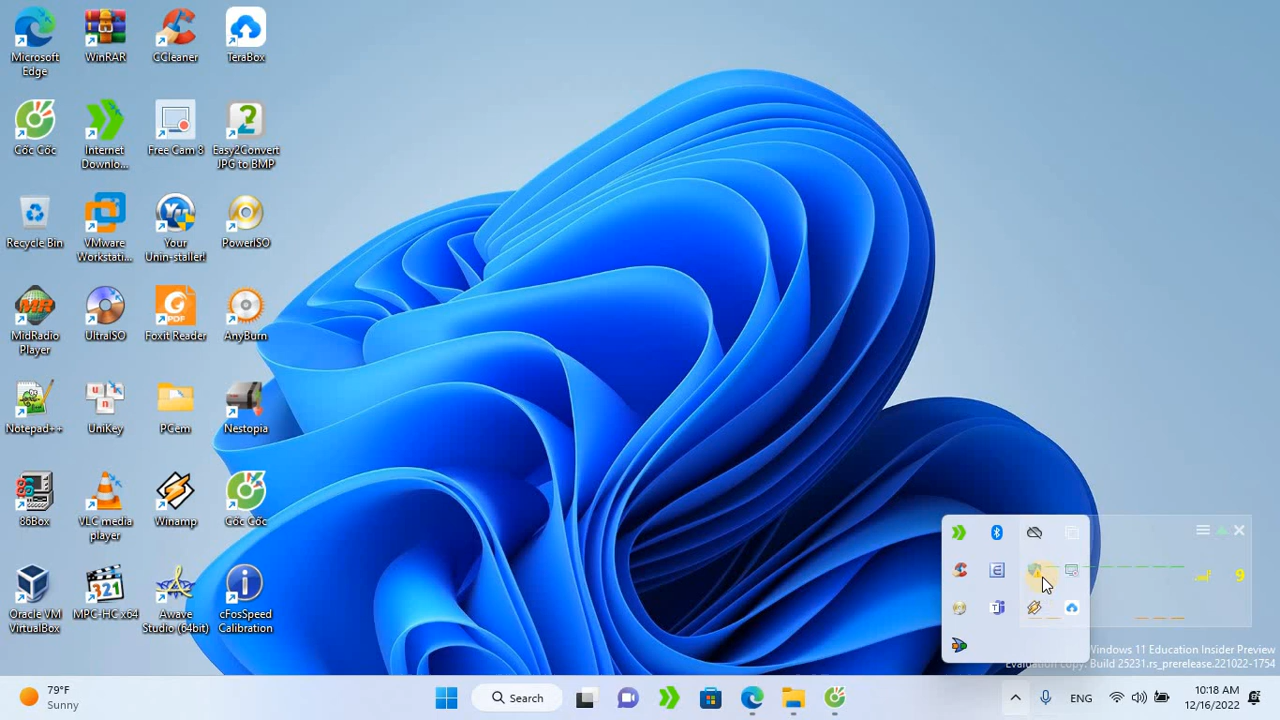 Microsoft
Edge
WinRAR
CCleaner
TeraBox
Cốc Cốc
Internet
Downlo...
Free Cam 8
Easy2Convert
JPG to BMP
Recycle Bin
VMware
Workstati...
Your
Unin-staller!
PowerISO
MidRadio
Player
UltraISO
Foxit Reader
AnyBurn
Notepad++
UniKey
PCem
Nestopia
86Box
VLC media
player
Winamp
Cốc Cốc
Oracle VM
VirtualBox
MPC-HC x64
Awave
Studio (64bit)
cFosSpeed
Calibration
9
Windows 11 Education Insider Preview
Evaluation copy. Build 25231.rs_prerelease.221022-1754
79°F
Sunny
Search
ENG
10:18 AM
12/16/2022